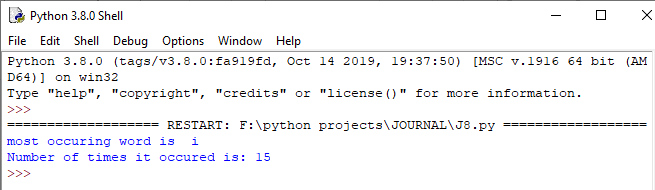 Python 3.8.0 Shell
File Edit Shell Debug Options Window Help
Python 3.8.0 (tags/v3.8.0:fa919fd, Oct 14 2019, 19:37:50) [MSC v.1916 64 bit (AM
D64)] on win32
Type "help", "copyright", "credits" or "license()" for more information.
>>>
=================== RESTART: F:\python projects\JOURNAL\J8.py ==================
most occuring word is  i
Number of times it occured is: 15
>>>